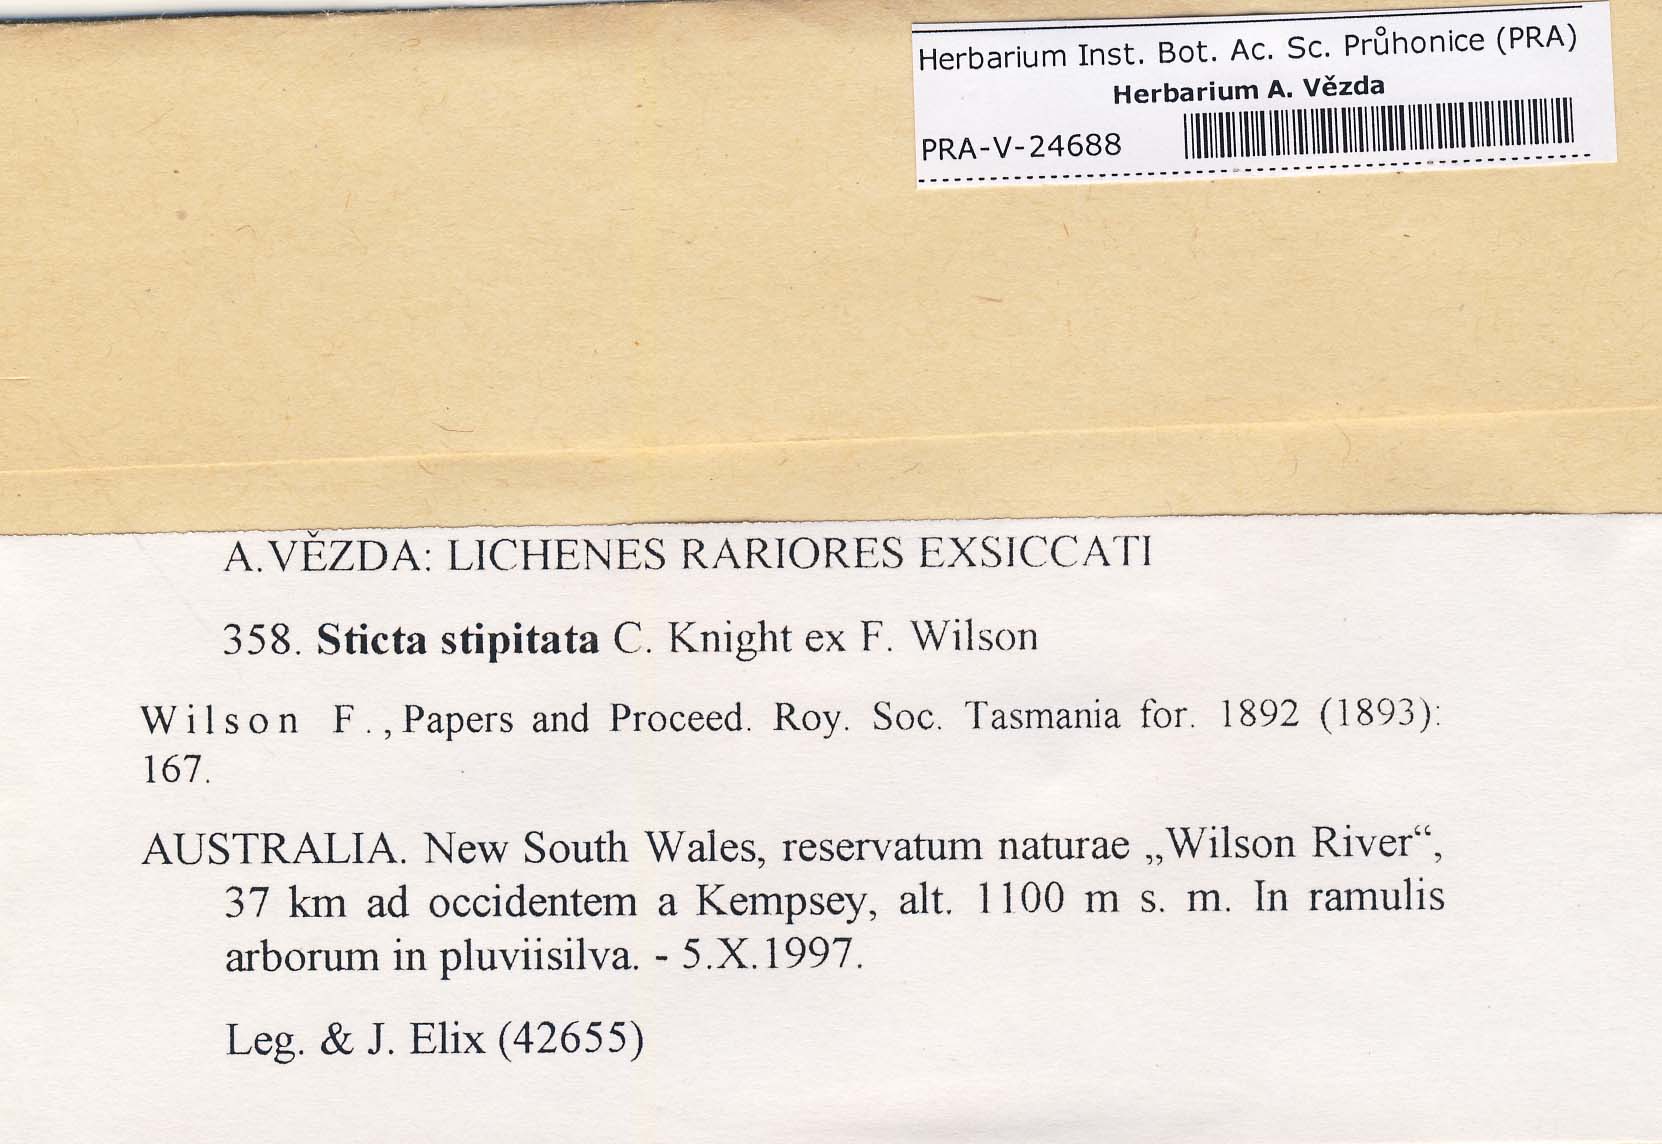 Herbarium Inst. Bot. Ac. Sc. Průhonice (PRA)
Herbarium A. Vězda
PRA-V-24688
A.VĚZDA: LICHENES RARIORES EXSICCATI
358. Sticta stipitata C. Knight ex F. Wilson
Wilson F., Papers and Proceed. Roy. Soc. Tasmania for. 1892 (1893):
167.
AUSTRALIA. New South Wales, reservatum naturae „Wilson River“,
37 km ad occidentem a Kempsey, alt. 1100 m s. m. In ramulis
arborum in pluviisilva. - 5.X.1997.
Leg. & J. Elix (42655)